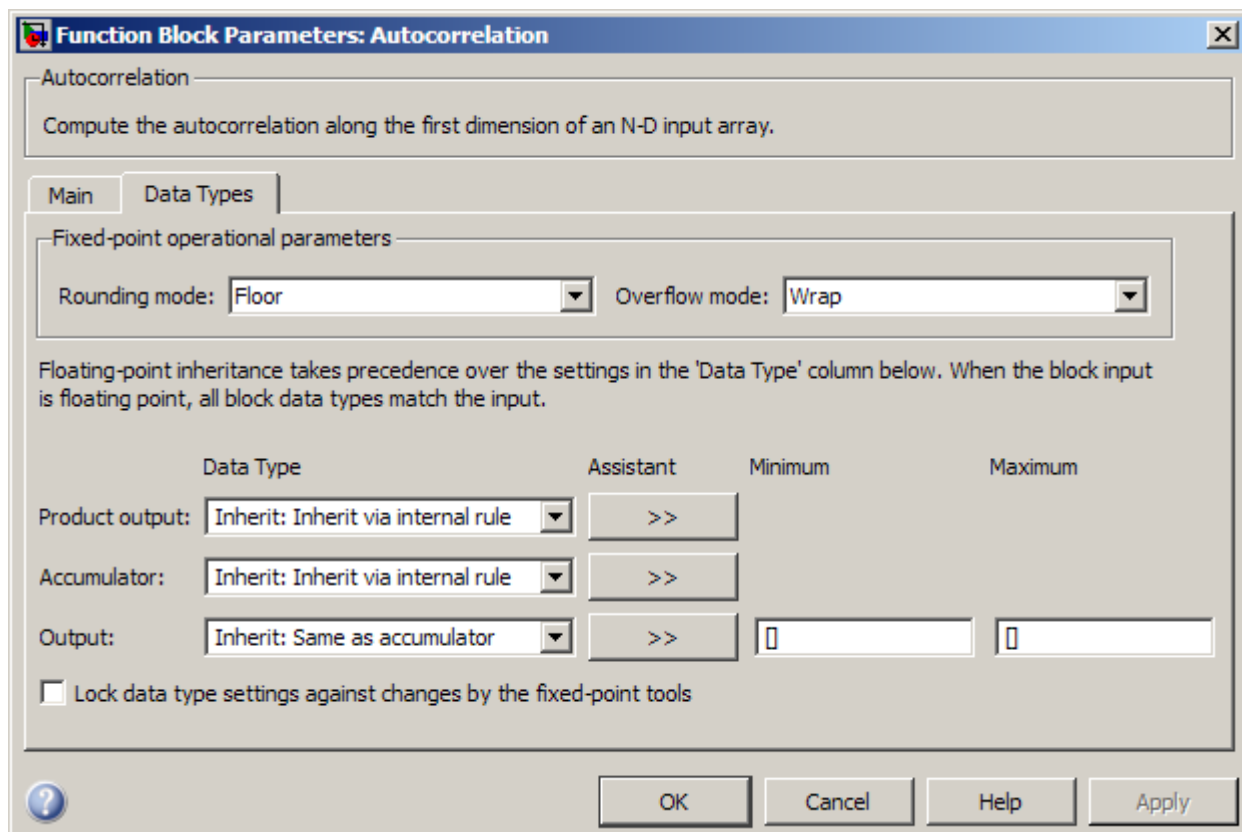 Function Block Parameters: Autocorrelation
Autocorrelation
Compute the autocorrelation along the first dimension of an N-D input array.
Main Data Types
Fixed-point operational parameters
Rounding mode: Floor Overflow mode: Wrap
Floating-point inheritance takes precedence over the settings in the 'Data Type' column below. When the block input
is floating point, all block data types match the input.
Data Type Assistant Minimum Maximum
Product output: Inherit: Inherit via internal rule >>
Accumulator: Inherit: Inherit via internal rule >>
Output: Inherit: Same as accumulator >> [] []
Lock data type settings against changes by the fixed-point tools
? OK Cancel Help Apply